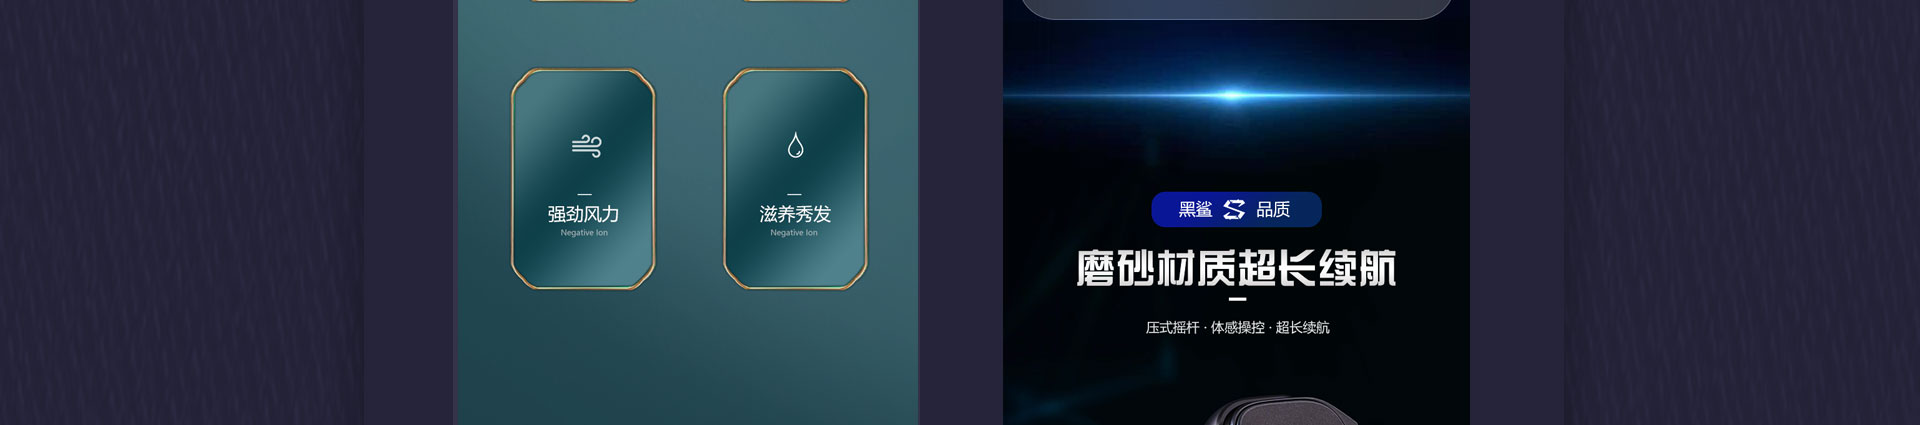 强劲风力
Negative Ion
滋养秀发
Negative Ion
黑鲨 品质
磨砂材质超长续航
压式摇杆 · 体感操控 · 超长续航